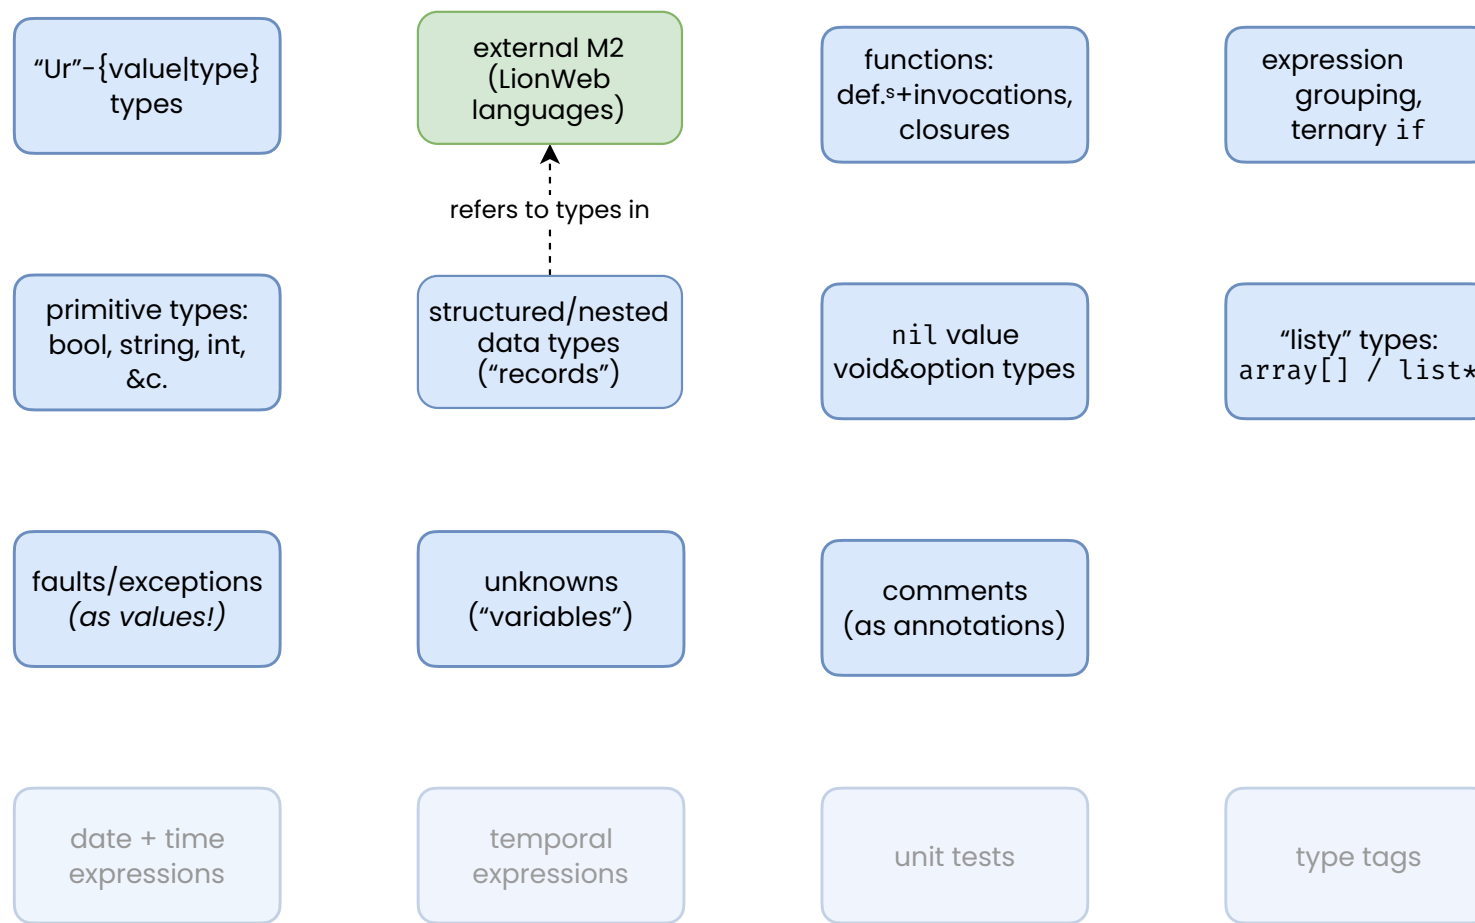 “Ur”-{value|type}
types
external M2
(LionWeb
languages)
functions:
def.ˢ+invocations,
closures
expression
grouping,
ternary if
refers to types in
primitive types:
bool, string, int,
&c.
structured/nested
data types
(“records”)
nil value
void&option types
“listy” types:
array[] / list*
faults/exceptions
(as values!)
unknowns
(“variables”)
comments
(as annotations)
date + time
expressions
temporal
expressions
unit tests
type tags